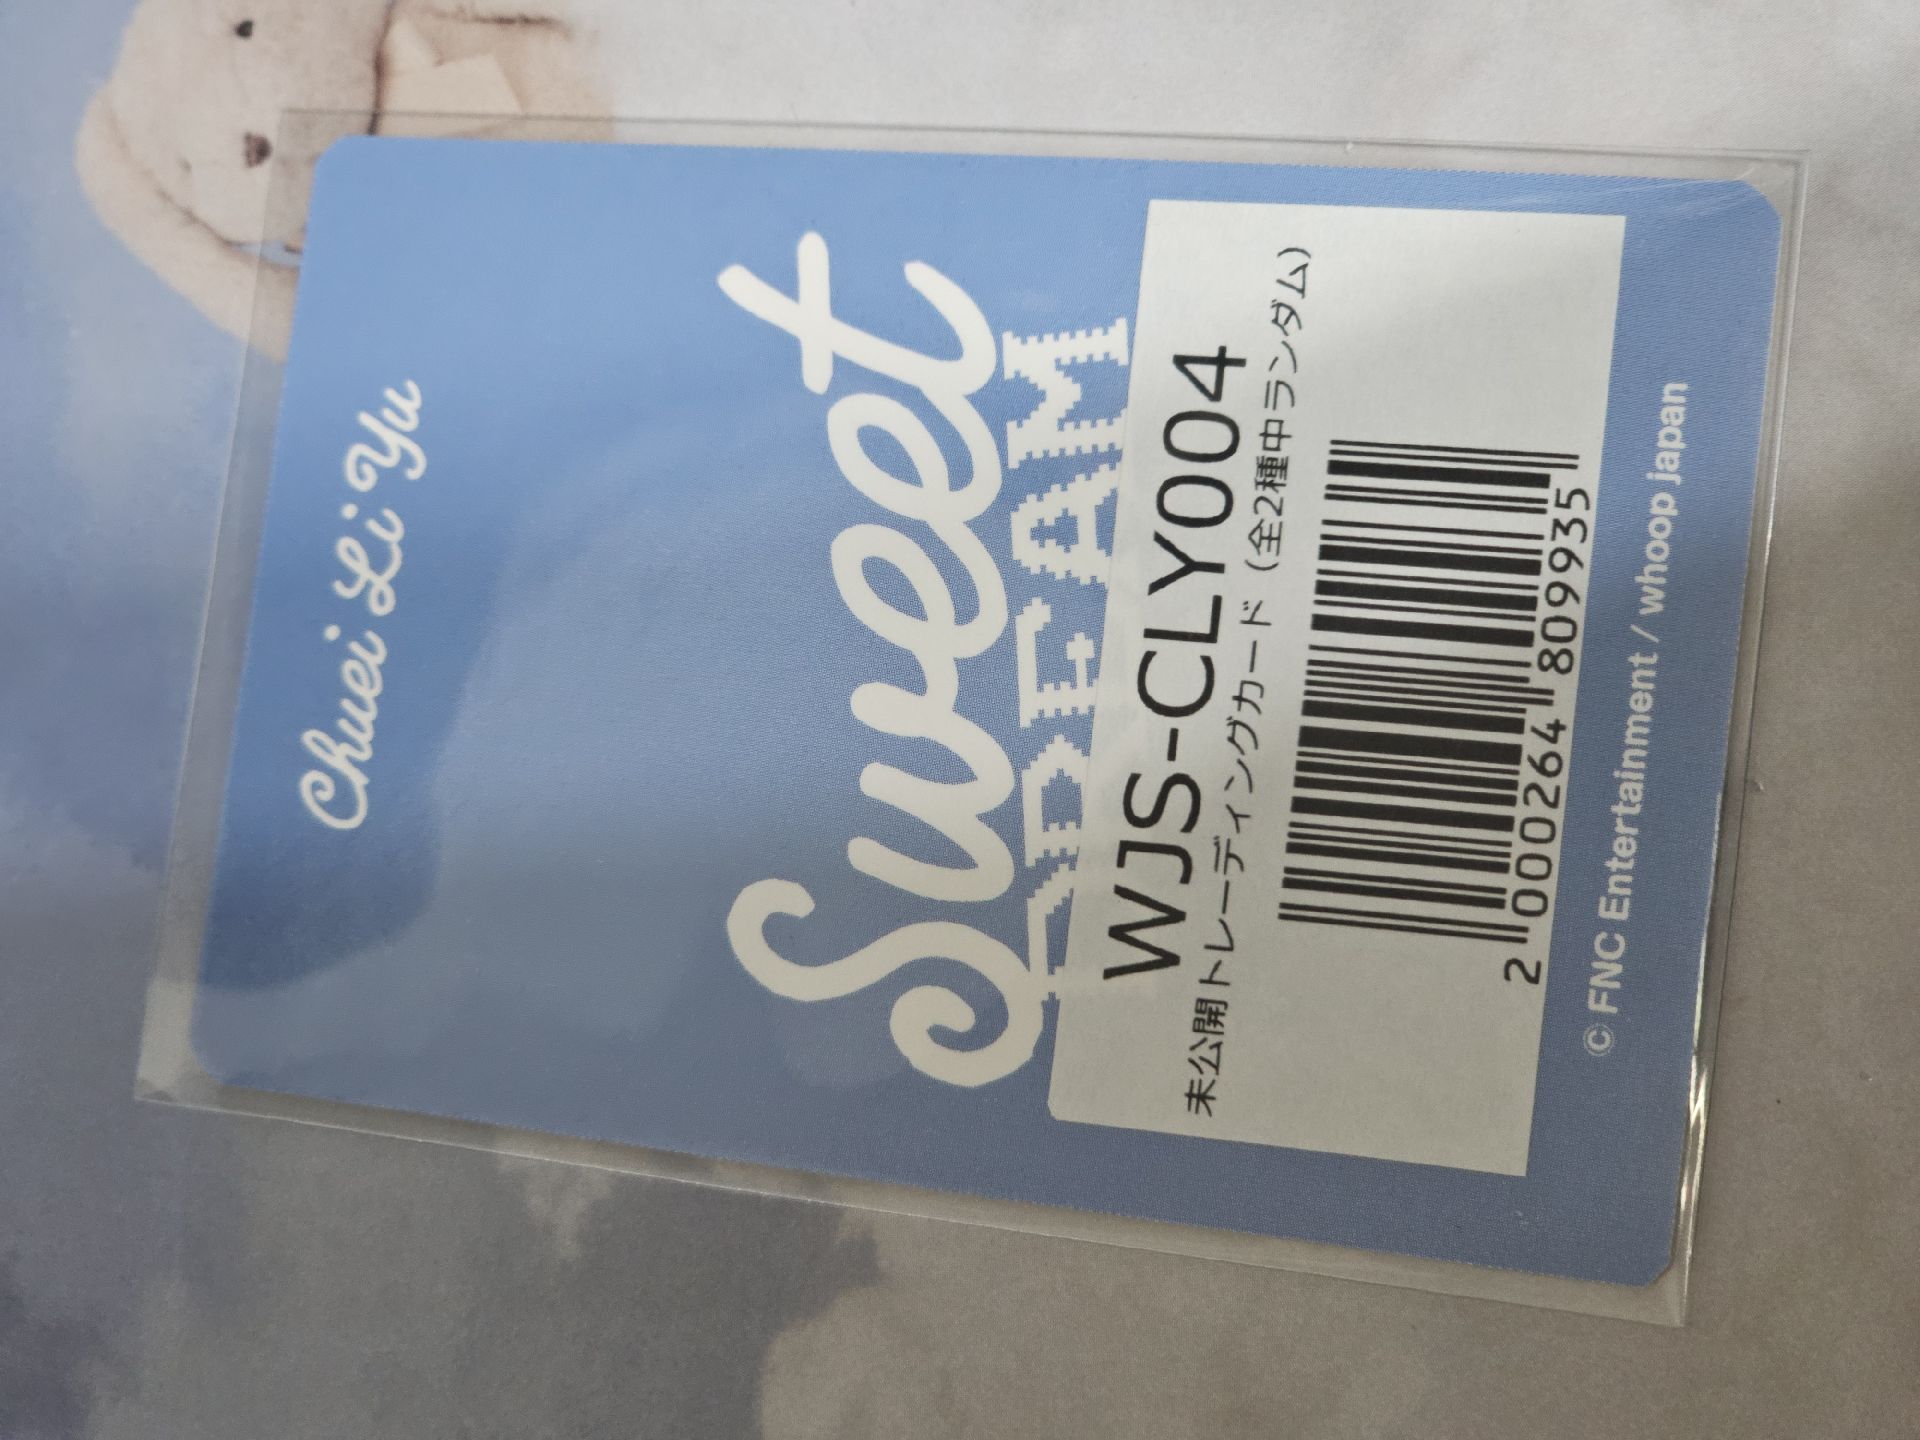 Chuei Li Yu
Sweet
DREAM
WJS-CLY004
未公開トレーディングカード（全2種中ランダム）
2 000264 809935
© FNC Entertainment / whoop japan